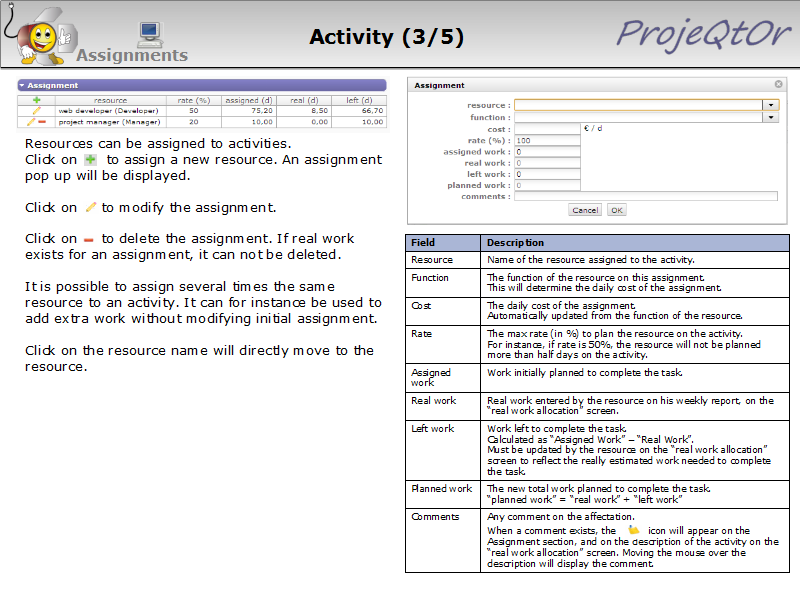 Assignments
Activity (3/5)
ProjeQtOr
Assignment
resource rate (%) assigned (d) real (d) left (d)
web developer (Developer) 50 75,20 8,50 66,70
project manager (Manager) 20 10,00 0,00 10,00
Resources can be assigned to activities.
Click on to assign a new resource. An assignment
pop up will be displayed.
Click on to modify the assignment.
Click on to delete the assignment. If real work
exists for an assignment, it can not be deleted.
It is possible to assign several times the same
resource to an activity. It can for instance be used to
add extra work without modifying initial assignment.
Click on the resource name will directly move to the
resource.
Assignment
resource :
function :
cost : € / d
rate (%) : 100
assigned work : 0
real work : 0
left work : 0
planned work : 0
comments :
Cancel OK
Field Description
Resource Name of the resource assigned to the activity.
Function The function of the resource on this assignment.
This will determine the daily cost of the assignment.
Cost The daily cost of the assignment.
Automatically updated from the function of the resource.
Rate The max rate (in %) to plan the resource on the activity.
For instance, if rate is 50%, the resource will not be planned
more than half days on the activity.
Assigned Work initially planned to complete the task.
work
Real work Real work entered by the resource on his weekly report, on the
“real work allocation” screen.
Left work Work left to complete the task.
Calculated as “Assigned Work” – “Real Work”.
Must be updated by the resource on the “real work allocation”
screen to reflect the really estimated work needed to complete
the task.
Planned work The new total work planned to complete the task.
“planned work” = “real work” + “left work”
Comments Any comment on the affectation.
When a comment exists, the icon will appear on the
Assignment section, and on the description of the activity on the
“real work allocation” screen. Moving the mouse over the
description will display the comment.